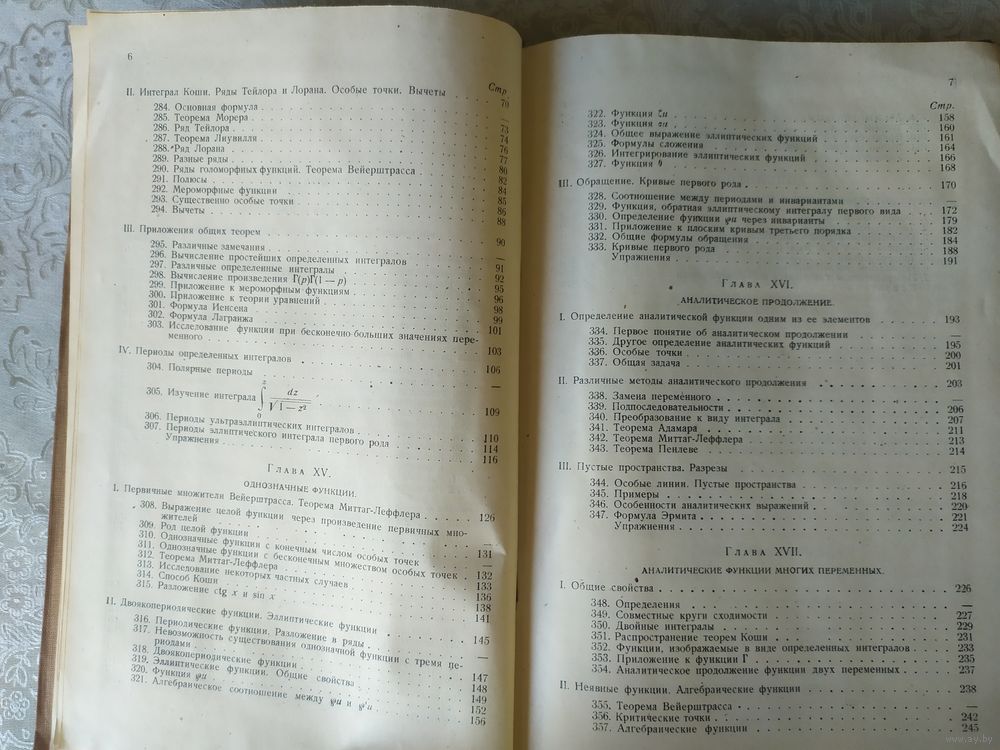 6
Стр.
II. Интеграл Коши. Ряды Тейлора и Лорана. Особые точки. Вычеты 70
284. Основная формула —
285. Теорема Морера 73
286. Ряд Тейлора 74
287. Теорема Лиувилля 76
288. Ряд Лорана 77
289. Разные ряды 80
290. Ряды голоморфных функций. Теорема Вейерштрасса 82
291. Полюсы 84
292. Мероморфные функции 85
293. Существенно особые точки 86
294. Вычеты 88
III. Приложения общих теорем 90
295. Различные замечания —
296. Вычисление простейших определенных интегралов 91
297. Различные определенные интегралы 92
298. Вычисление произведения Γ(p)Γ(1 — p) 95
299. Приложение к мероморфным функциям 96
300. Приложение к теории уравнений 98
301. Формула Иенсена 99
302. Формула Лагранжа 101
303. Исследование функции при бесконечно больших значениях пере-
менного 103
IV. Периоды определенных интегралов 106
304. Полярные периоды —
305. Изучение интеграла ∫₀ᶻ dz/√1 — z² 109
306. Периоды ультраэллиптических интегралов 110
307. Периоды эллиптического интеграла первого рода 114
Упражнения 116
Глава XV.
ОДНОЗНАЧНЫЕ ФУНКЦИИ.
I. Первичные множители Вейерштрасса. Теорема Миттаг-Леффлера 126
308. Выражение целой функции через произведение первичных мно-
жителей —
309. Род целой функции 131
310. Однозначные функции с конечным числом особых точек 132
311. Однозначные функции с бесконечным множеством особых точек 133
312. Теорема Миттаг-Леффлера
313. Исследование некоторых частных случаев 136
314. Способ Коши 138
315. Разложение ctg x и sin x 141
II. Двоякопериодические функции. Эллиптические функции 145
316. Периодические функции. Разложение в ряды —
317. Невозможность существования однозначной функции с тремя пе-
риодами 147
318. Двоякопериодические функции 148
319. Эллиптические функции. Общие свойства 149
320. Функция ℘u 152
321. Алгебраическое соотношение между ℘u и ℘'u 156
7
Стр.
322. Функция ζu 158
323. Функция σu 160
324. Общее выражение эллиптических функций 161
325. Формулы сложения 164
326. Интегрирование эллиптических функций 166
327. Функция θ 168
III. Обращение. Кривые первого рода 170
328. Соотношение между периодами и инвариантами —
329. Функция, обратная эллиптическому интегралу первого вида 172
330. Определение функции ℘u через инварианты 179
331. Приложение к плоским кривым третьего порядка 182
332. Общие формулы обращения 184
333. Кривые первого рода 188
Упражнения 191
Глава XVI.
АНАЛИТИЧЕСКОЕ ПРОДОЛЖЕНИЕ.
I. Определение аналитической функции одним из ее элементов 193
334. Первое понятие об аналитическом продолжении —
335. Другое определение аналитических функций 195
336. Особые точки 200
337. Общая задача 201
II. Различные методы аналитического продолжения 203
338. Замена переменного —
339. Подпоследовательности 206
340. Преобразование к виду интеграла 207
341. Теорема Адамара 211
342. Теорема Миттаг-Леффлера 213
343. Теорема Пенлеве 214
III. Пустые пространства. Разрезы 215
344. Особые линии. Пустые пространства 216
345. Примеры 218
346. Особенности аналитических выражений 220
347. Формула Эрмита 221
Упражнения 224
Глава XVII.
АНАЛИТИЧЕСКИЕ ФУНКЦИИ МНОГИХ ПЕРЕМЕННЫХ.
I. Общие свойства 226
348. Определения —
349. Совместные круги сходимости 227
350. Двойные интегралы 229
351. Распространение теорем Коши 231
352. Функции, изображаемые в виде определенных интегралов 233
353. Приложение к функции Γ 235
354. Аналитическое продолжение функции двух переменных 237
II. Неявные функции. Алгебраические функции 238
355. Теорема Вейерштрасса —
356. Критические точки 242
357. Алгебраические функции 245
www.ay.by